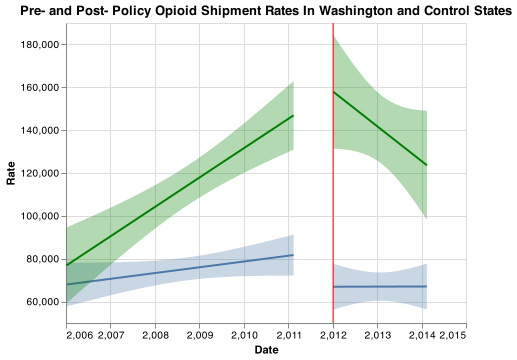 Pre- and Post- Policy Opioid Shipment Rates In Washington and Control States
180,000
160,000
140,000
120,000
100,000
80,000
60,000
Rate
2,006 2,007 2,008 2,009 2,010 2,011 2,012 2,013 2,014 2,015
Date